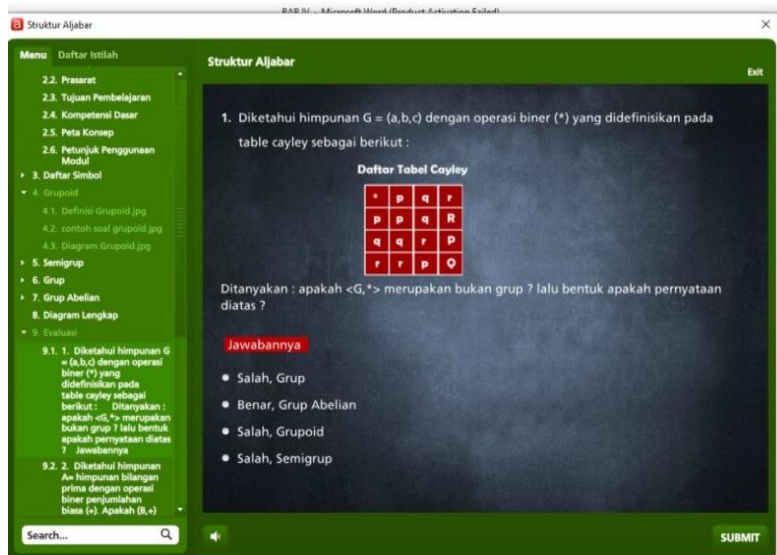 BAB IV - Microsoft Word (Product Activation Failed)
a Struktur Aljabar
Menu Daftar Istilah
2.2. Prasarat
2.3. Tujuan Pembelajaran
2.4. Kompetensi Dasar
2.5. Peta Konsep
2.6. Petunjuk Penggunaan
Modul
3. Daftar Simbol
4. Grupoid
4.1. Definisi Grupoid.jpg
4.2. contoh soal grupoid.jpg
4.3. Diagram Grupoid.jpg
5. Semigrup
6. Grup
7. Grup Abelian
8. Diagram Lengkap
9. Evaluasi
9.1. 1. Diketahui himpunan G
= (a,b,c) dengan operasi
biner (*) yang
didefinisikan pada
table cayley sebagai
berikut : Ditanyakan :
apakah <G,*> merupakan
bukan grup ? lalu bentuk
apakah pernyataan diatas
? Jawabannya
9.2. 2. Diketahui himpunan
A= himpunan bilangan
prima dengan operasi
biner penjumlahan
biasa (+). Apakah (B,+)
Search...
Struktur Aljabar
Exit
1. Diketahui himpunan G = (a,b,c) dengan operasi biner (*) yang didefinisikan pada
table cayley sebagai berikut :
Daftar Tabel Cayley
* p q r
p p q R
q q r P
r r p Q
Ditanyakan : apakah <G,*> merupakan bukan grup ? lalu bentuk apakah pernyataan
diatas ?
Jawabannya
Salah, Grup
Benar, Grup Abelian
Salah, Grupoid
Salah, Semigrup
SUBMIT